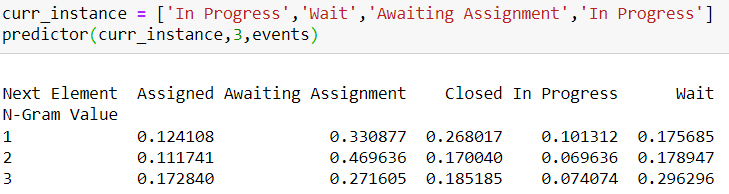 curr_instance = ['In Progress','Wait','Awaiting Assignment','In Progress']
predictor(curr_instance,3,events)
Next Element Assigned Awaiting Assignment Closed In Progress Wait
N-Gram Value
1 0.124108 0.330877 0.268017 0.101312 0.175685
2 0.111741 0.469636 0.170040 0.069636 0.178947
3 0.172840 0.271605 0.185185 0.074074 0.296296